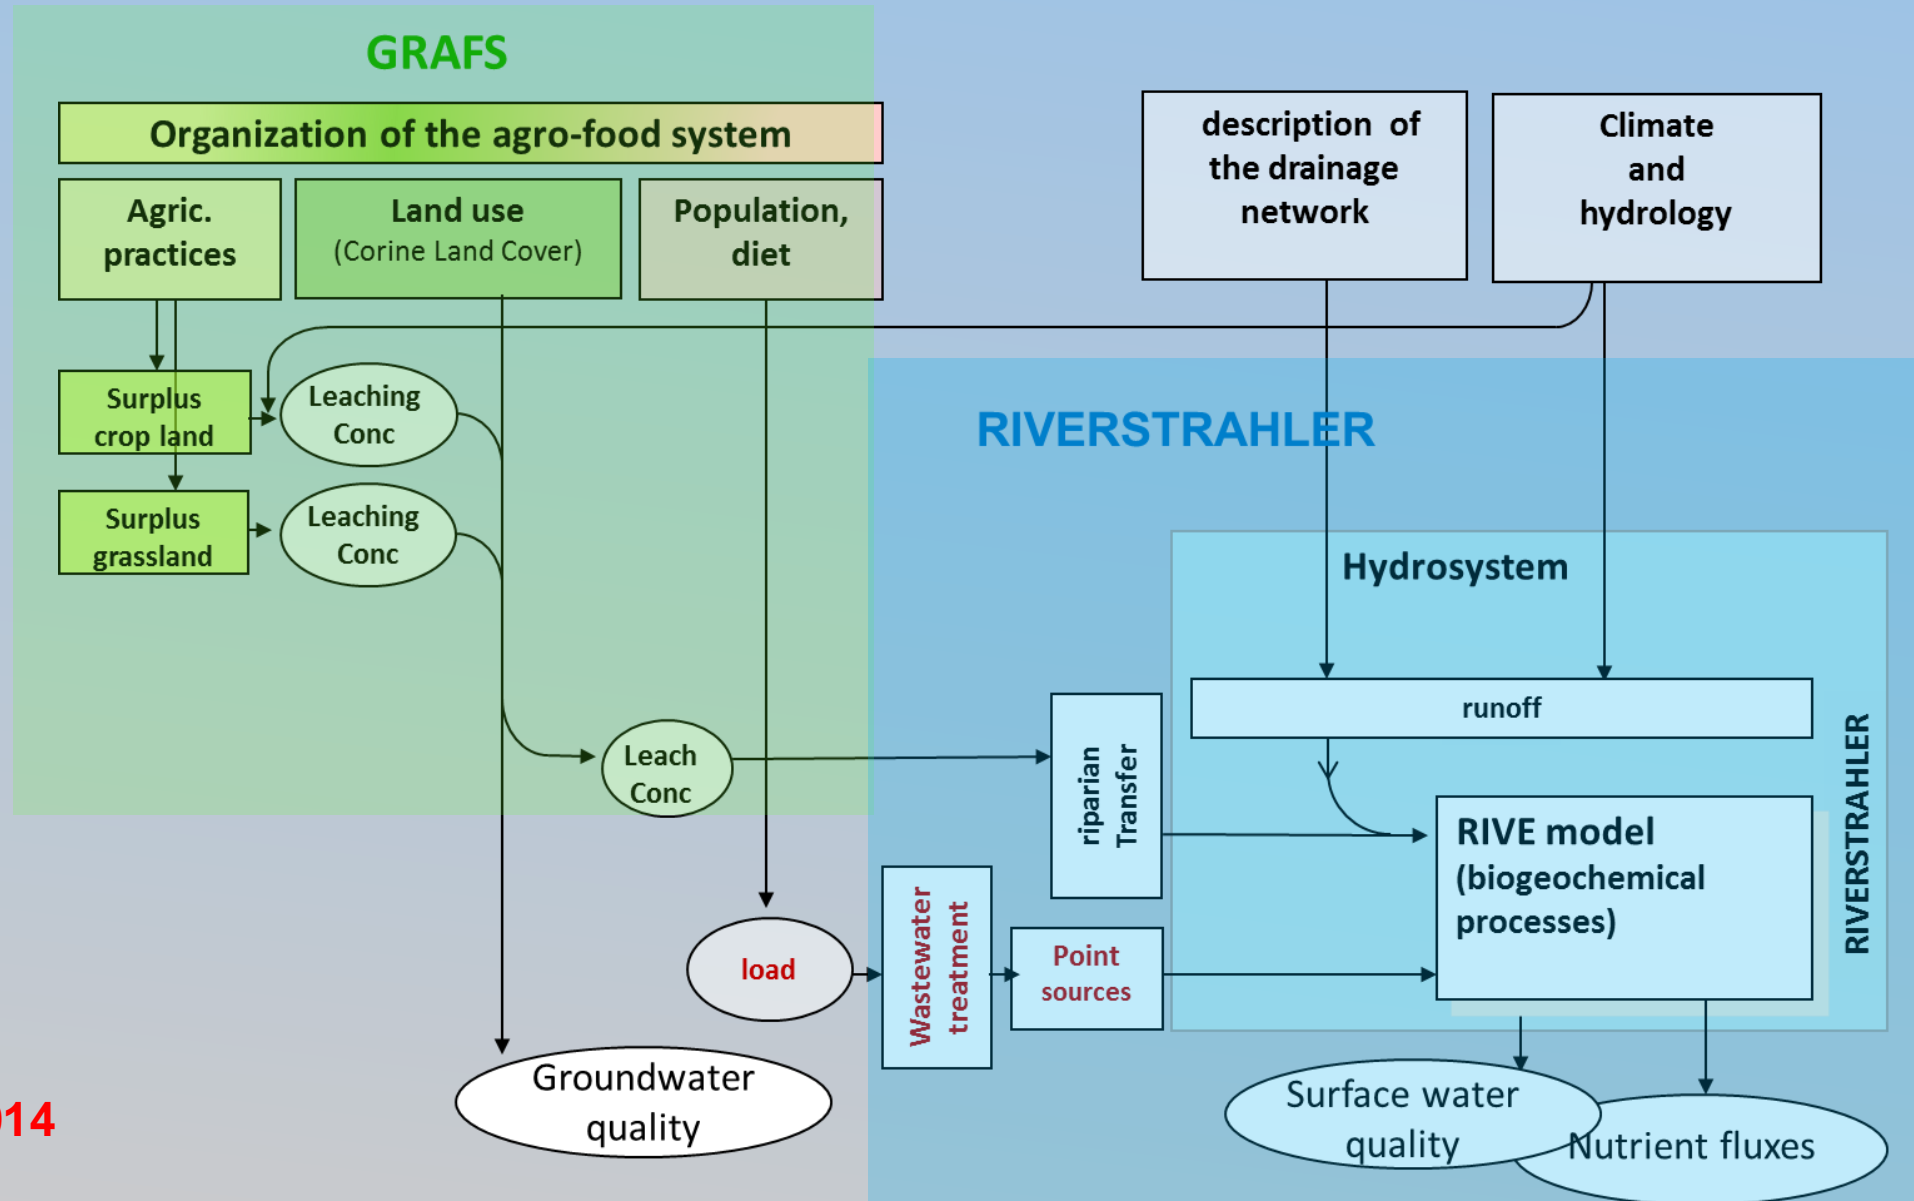 GRAFS
Organization of the agro-food system
Agric.
practices
Land use
(Corine Land Cover)
Population,
diet
description of
the drainage
network
Climate
and
hydrology
Surplus
crop land
Leaching
Conc
Surplus
grassland
Leaching
Conc
RIVERSTRAHLER
Hydrosystem
runoff
Leach
Conc
riparian
Transfer
RIVE model
(biogeochemical
processes)
RIVERSTRAHLER
load
Wastewater
treatment
Point
sources
Groundwater
quality
Surface water
quality
Nutrient fluxes
14